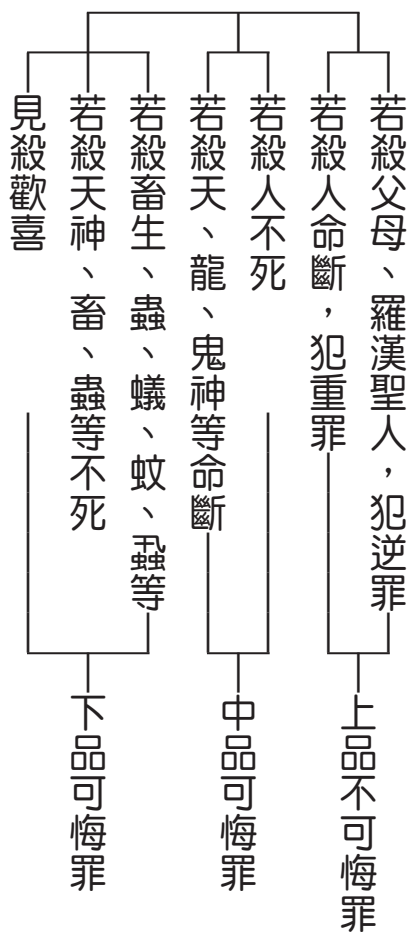 若殺父母、羅漢聖人，犯逆罪
若殺人命斷，犯重罪
上品不可悔罪
若殺人不死
若殺天、龍、鬼神等命斷
中品可悔罪
若殺畜生、蟲、蟻、蚊、蝨等
若殺天神、畜、蟲等不死
見殺歡喜
下品可悔罪